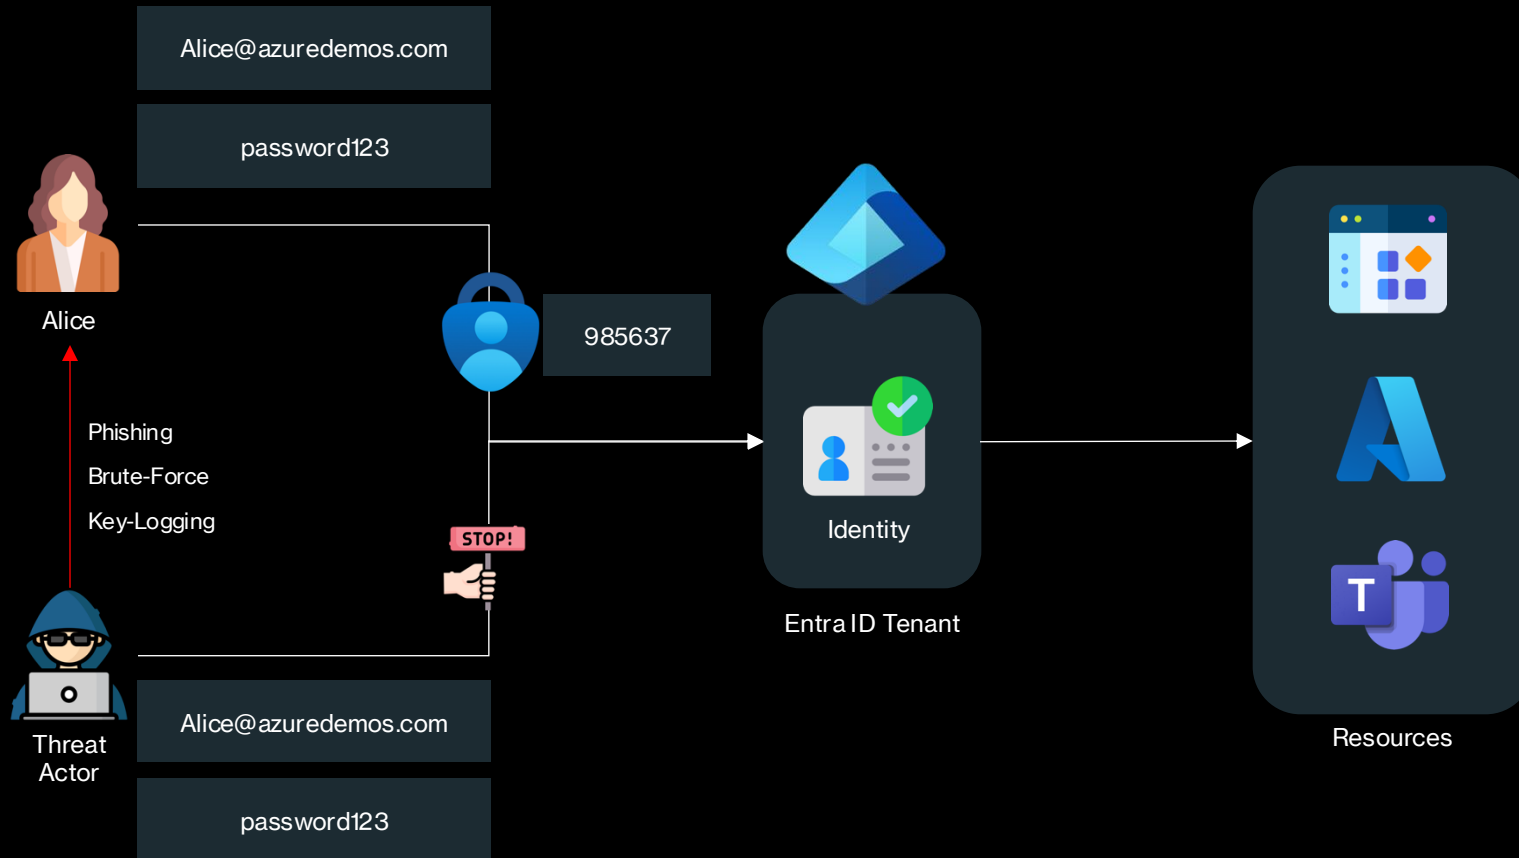 Alice@azuredemos.com
password123
Alice
985637
Phishing
Brute-Force
Key-Logging
STOP!
Identity
Entra ID Tenant
T
Resources
Threat
Actor
Alice@azuredemos.com
password123